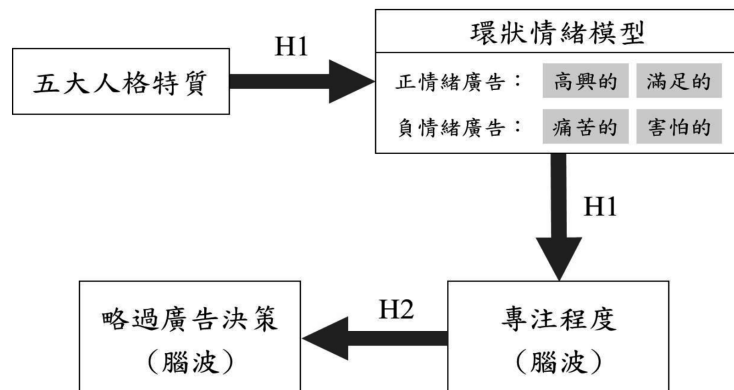 H1
環狀情緒模型
五大人格特質
正情緒廣告： 高興的 滿足的
負情緒廣告： 痛苦的 害怕的
H1
略過廣告決策
（腦波）
H2
專注程度
（腦波）